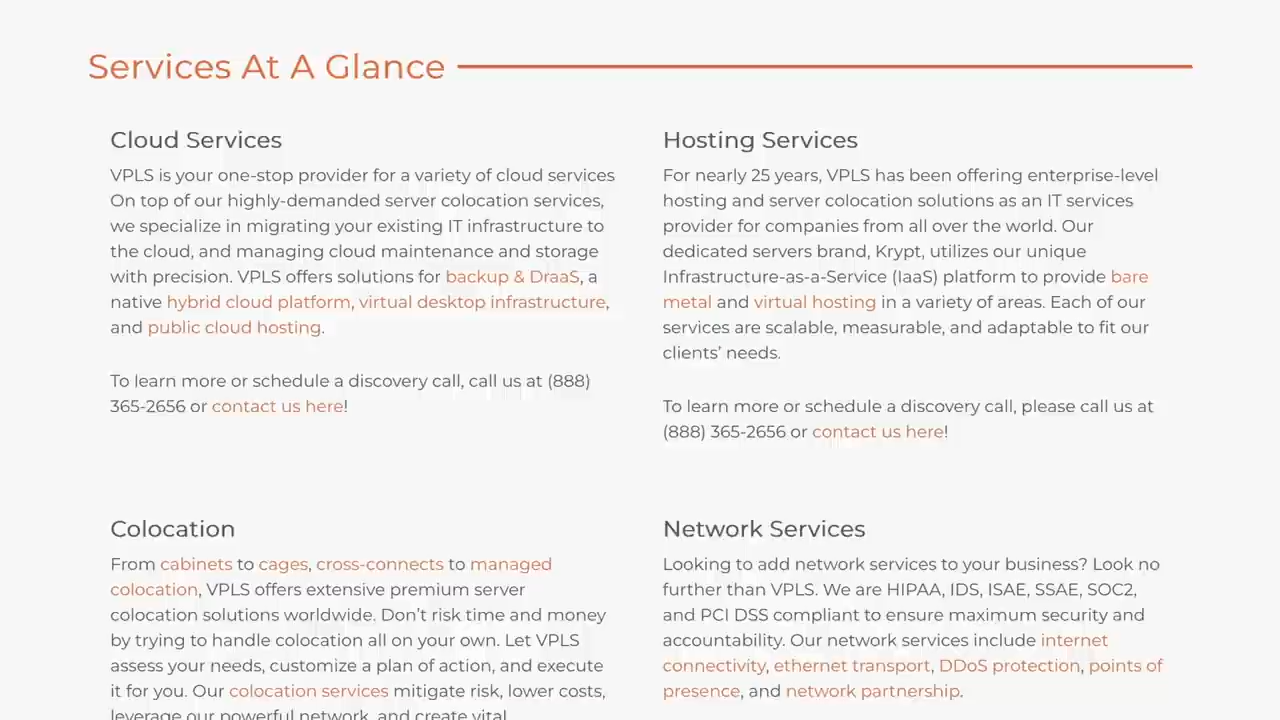 Services At A Glance
Cloud Services
VPLS is your one-stop provider for a variety of cloud services
On top of our highly-demanded server colocation services,
we specialize in migrating your existing IT infrastructure to
the cloud, and managing cloud maintenance and storage
with precision. VPLS offers solutions for backup & DraaS, a
native hybrid cloud platform, virtual desktop infrastructure,
and public cloud hosting.
To learn more or schedule a discovery call, call us at (888)
365-2656 or contact us here!
Hosting Services
For nearly 25 years, VPLS has been offering enterprise-level
hosting and server colocation solutions as an IT services
provider for companies from all over the world. Our
dedicated servers brand, Krypt, utilizes our unique
Infrastructure-as-a-Service (IaaS) platform to provide bare
metal and virtual hosting in a variety of areas. Each of our
services are scalable, measurable, and adaptable to fit our
clients’ needs.
To learn more or schedule a discovery call, please call us at
(888) 365-2656 or contact us here!
Colocation
From cabinets to cages, cross-connects to managed
colocation, VPLS offers extensive premium server
colocation solutions worldwide. Don’t risk time and money
by trying to handle colocation all on your own. Let VPLS
assess your needs, customize a plan of action, and execute
it for you. Our colocation services mitigate risk, lower costs,
leverage our powerful network, and create vital
Network Services
Looking to add network services to your business? Look no
further than VPLS. We are HIPAA, IDS, ISAE, SSAE, SOC2,
and PCI DSS compliant to ensure maximum security and
accountability. Our network services include internet
connectivity, ethernet transport, DDoS protection, points of
presence, and network partnership.